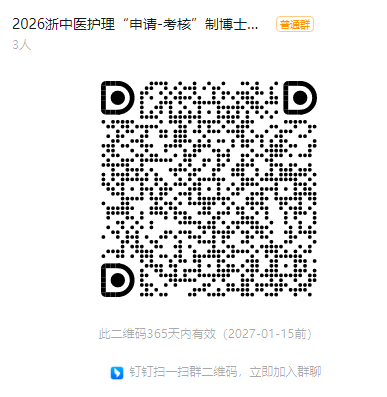 2026浙中医护理“申请-考核”制博士...
普通群
3人
此二维码365天内有效（2027-01-15前）
钉钉扫一扫群二维码，立即加入群聊